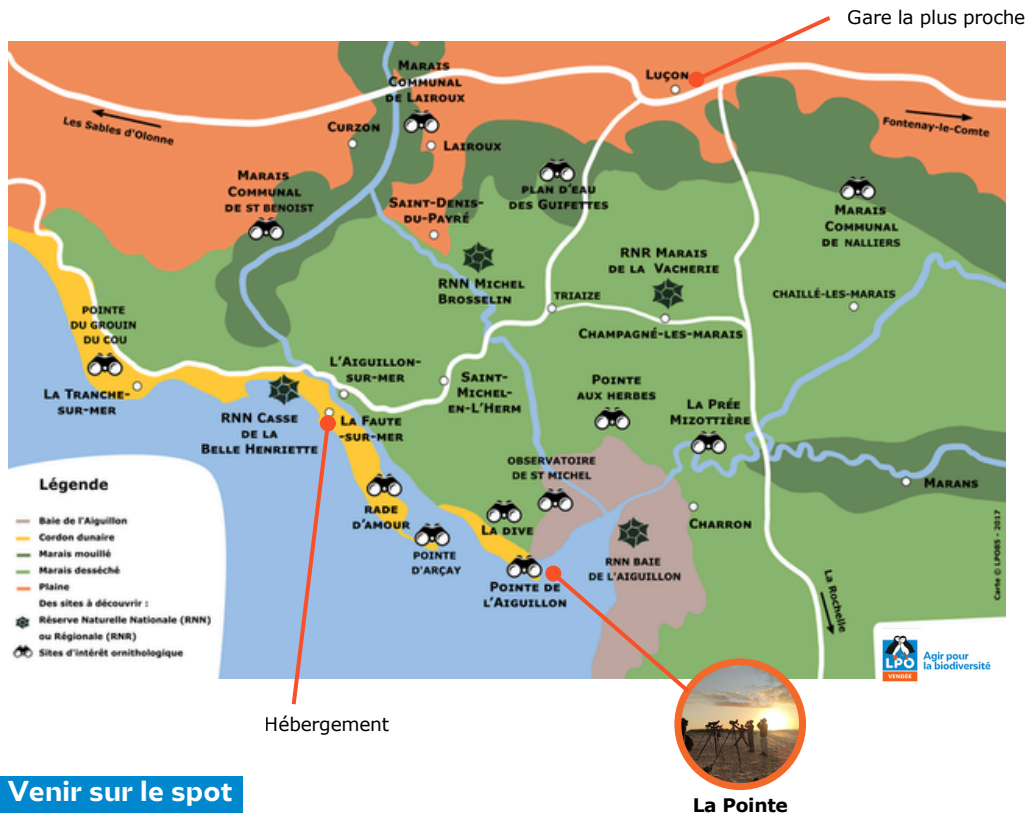 Gare la plus proche
Marais
Communal
de Lairoux
Luçon
Les Sables d'Olonne
Curzon
Lairoux
Fontenay-le-Comte
Marais
Communal
de St Benoist
Saint-Denis-
du-Payré
Plan d'eau
des Guifettes
Marais
Communal
de Nalliers
RNN Michel
Brosselin
RNR Marais
de la Vacherie
Triaize
Champagné-les-marais
Chaillé-les-Marais
Pointe
du Grouin
du Cou
La Tranche-
sur-mer
RNN Casse
de la
Belle Henriette
L'Aiguillon-
sur-mer
La Faute
-sur-mer
Saint-
Michel-
en-L'Herm
Pointe
aux Herbes
La Prée
Mizottière
Observatoire
de St Michel
Marans
Rade
d'Amour
La Dive
Charron
Pointe
d'Arçay
Pointe de
l'Aiguillon
RNN Baie
de l'Aiguillon
La Rochelle
Carte © LPO85 - 2017
Légende
Baie de l'Aiguillon
Cordon dunaire
Marais mouillé
Marais desséché
Plaine
Des sites à découvrir :
Réserve Naturelle Nationale (RNN)
ou Régionale (RNR)
Sites d'intérêt ornithologique
LPO
VENDÉE
Agir pour
la biodiversité
Hébergement
La Pointe
Venir sur le spot